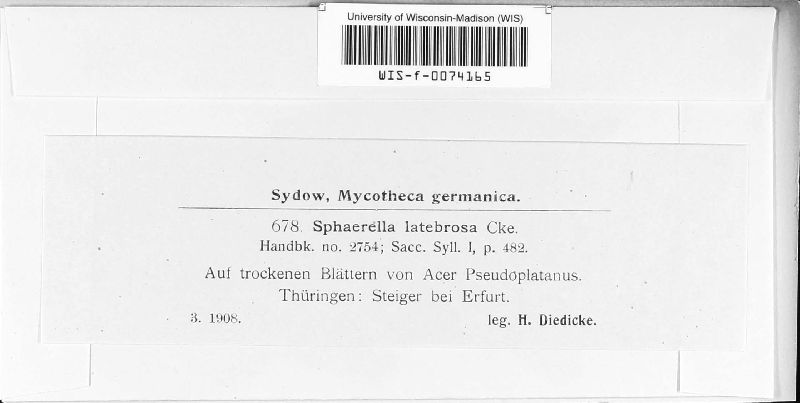 University of Wisconsin-Madison (WIS)
WIS-f-0074165
Sydow, Mycotheca germanica.
678. Sphaerella latebrosa Cke.
Handbk. no. 2754; Sacc. Syll. I, p. 482.
Auf trockenen Blättern von Acer Pseudoplatanus.
Thüringen: Steiger bei Erfurt.
3. 1908. leg. H. Diedicke.